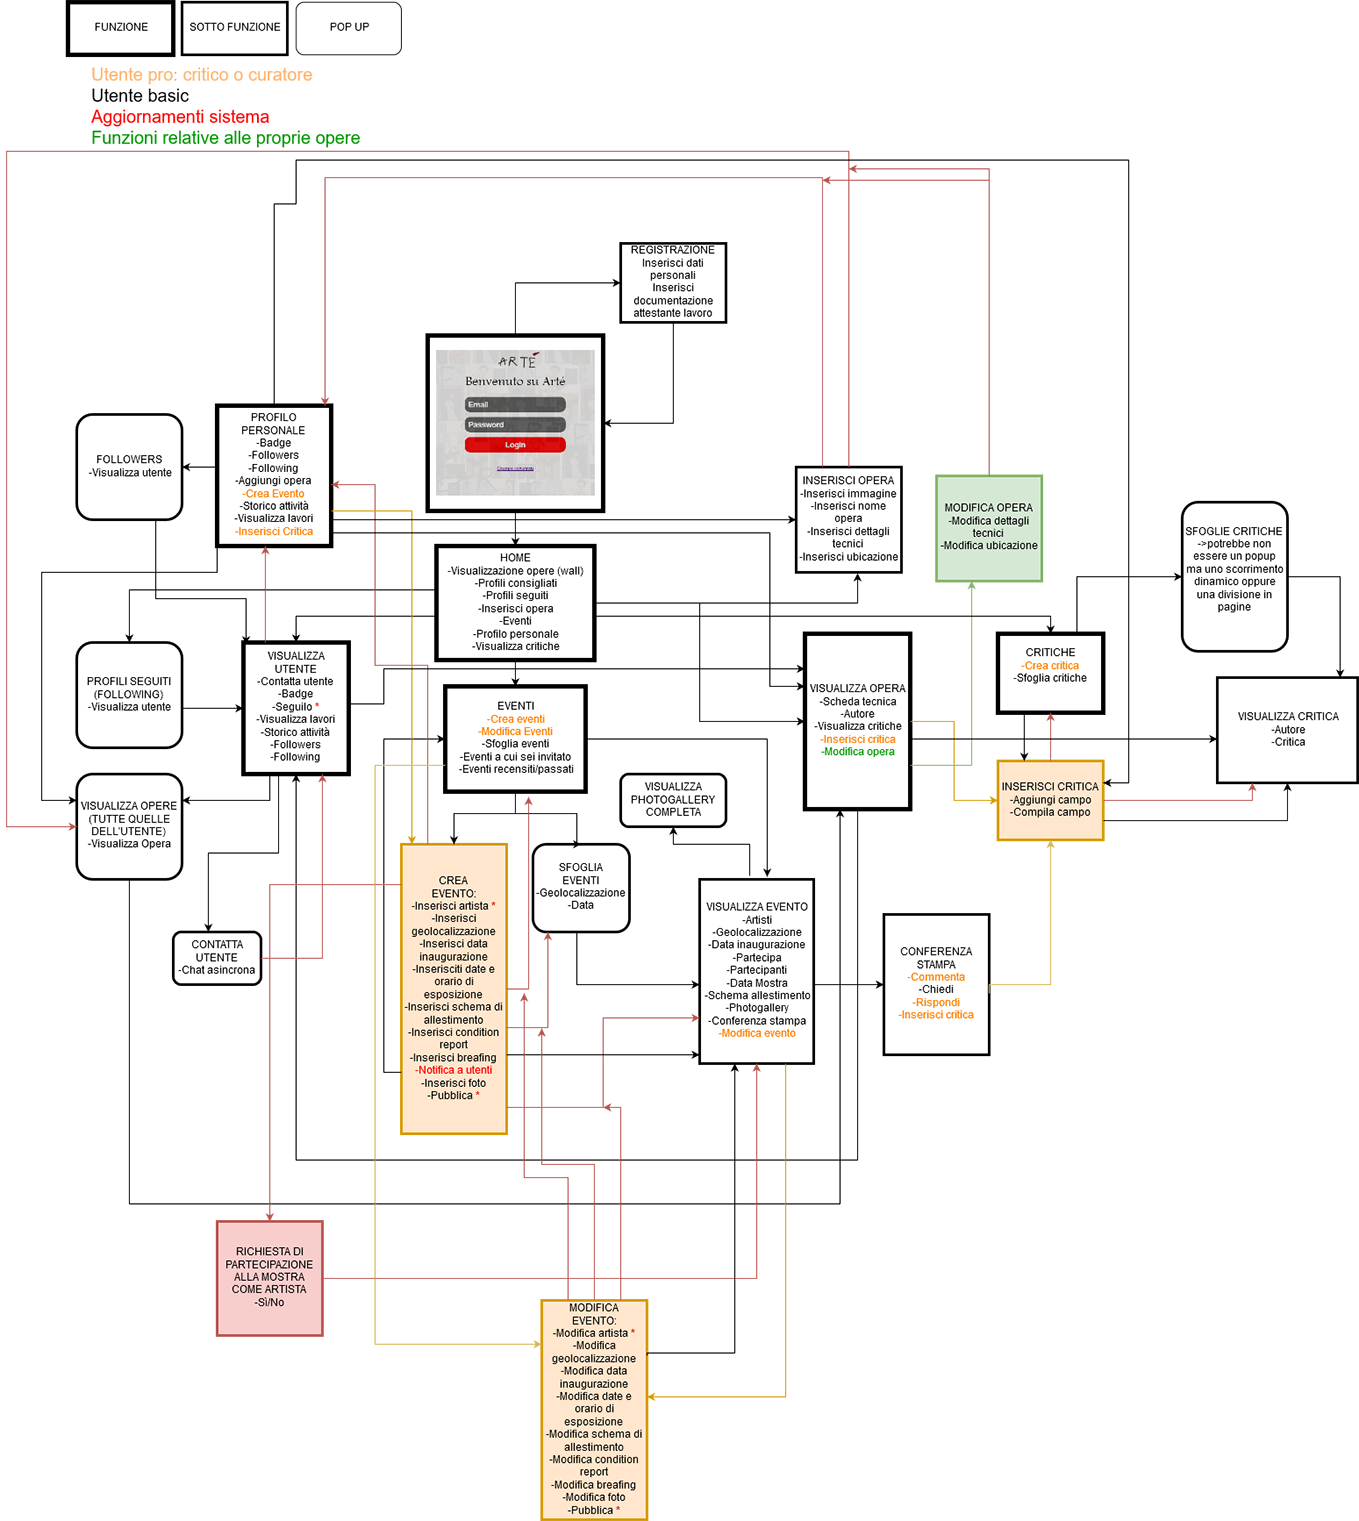 FUNZIONE
SOTTO FUNZIONE
POP UP
Utente pro: critico o curatore
Utente basic
Aggiornamenti sistema
Funzioni relative alle proprie opere
REGISTRAZIONE
Inserisci dati
personali
Inserisci
documentazione
attestante lavoro
ARTÉ
Benvenuto su Arté
Email
Password
Login
PROFILO
PERSONALE
-Badge
-Followers
-Following
-Aggiungi opera
-Crea Evento
-Storico attività
-Visualizza lavori
-Inserisci Critica
FOLLOWERS
-Visualizza utente
HOME
-Visualizzazione opere (wall)
-Profili consigliati
-Profili seguiti
-Inserisci opera
-Eventi
-Profilo personale
-Visualizza critiche
INSERISCI OPERA
-Inserisci immagine
-Inserisci nome
opera
-Inserisci dettagli
tecnici
-Inserisci ubicazione
MODIFICA OPERA
-Modifica dettagli
tecnici
-Modifica ubicazione
SFOGLIE CRITICHE
->potrebbe non
essere un popup
ma uno scorrimento
dinamico oppure
una divisione in
pagine
PROFILI SEGUITI
(FOLLOWING)
-Visualizza utente
VISUALIZZA
UTENTE
-Contatta utente
-Badge
-Seguilo *
-Visualizza lavori
-Storico attività
-Followers
-Following
EVENTI
-Crea eventi
-Modifica Eventi
-Sfoglia eventi
-Eventi a cui sei invitato
-Eventi recensiti/passati
VISUALIZZA OPERA
-Scheda tecnica
-Autore
-Visualizza critiche
-Inserisci critica
-Modifica opera
CRITICHE
-Crea critica
-Sfoglia critiche
VISUALIZZA CRITICA
-Autore
-Critica
VISUALIZZA OPERE
(TUTTE QUELLE
DELL'UTENTE)
-Visualizza Opera
VISUALIZZA
PHOTOGALLERY
COMPLETA
INSERISCI CRITICA
-Aggiungi campo
-Compila campo
CREA
EVENTO:
-Inserisci artista *
-Inserisci
geolocalizzazione
-Inserisci data
inaugurazione
-Inserisciti date e
orario di
esposizione
-Inserisci schema di
allestimento
-Inserisci condition
report
-Inserisci breafing
-Notifica a utenti
-Inserisci foto
-Pubblica *
SFOGLIA
EVENTI
-Geolocalizzazione
-Data
VISUALIZZA EVENTO
-Artisti
-Geolocalizzazione
-Data inaugurazione
-Partecipa
-Partecipanti
-Data Mostra
-Schema allestimento
-Photogallery
-Conferenza stampa
-Modifica evento
CONTATTA
UTENTE
-Chat asincrona
CONFERENZA
STAMPA
-Commenta
-Chiedi
-Rispondi
-Inserisci critica
RICHIESTA DI
PARTECIPAZIONE
ALLA MOSTRA
COME ARTISTA
-Sì/No
MODIFICA
EVENTO:
-Modifica artista *
-Modifica
geolocalizzazione
-Modifica data
inaugurazione
-Modifica date e
orario di
esposizione
-Modifica schema di
allestimento
-Modifica condition
report
-Modifica breafing
-Modifica foto
-Pubblica *